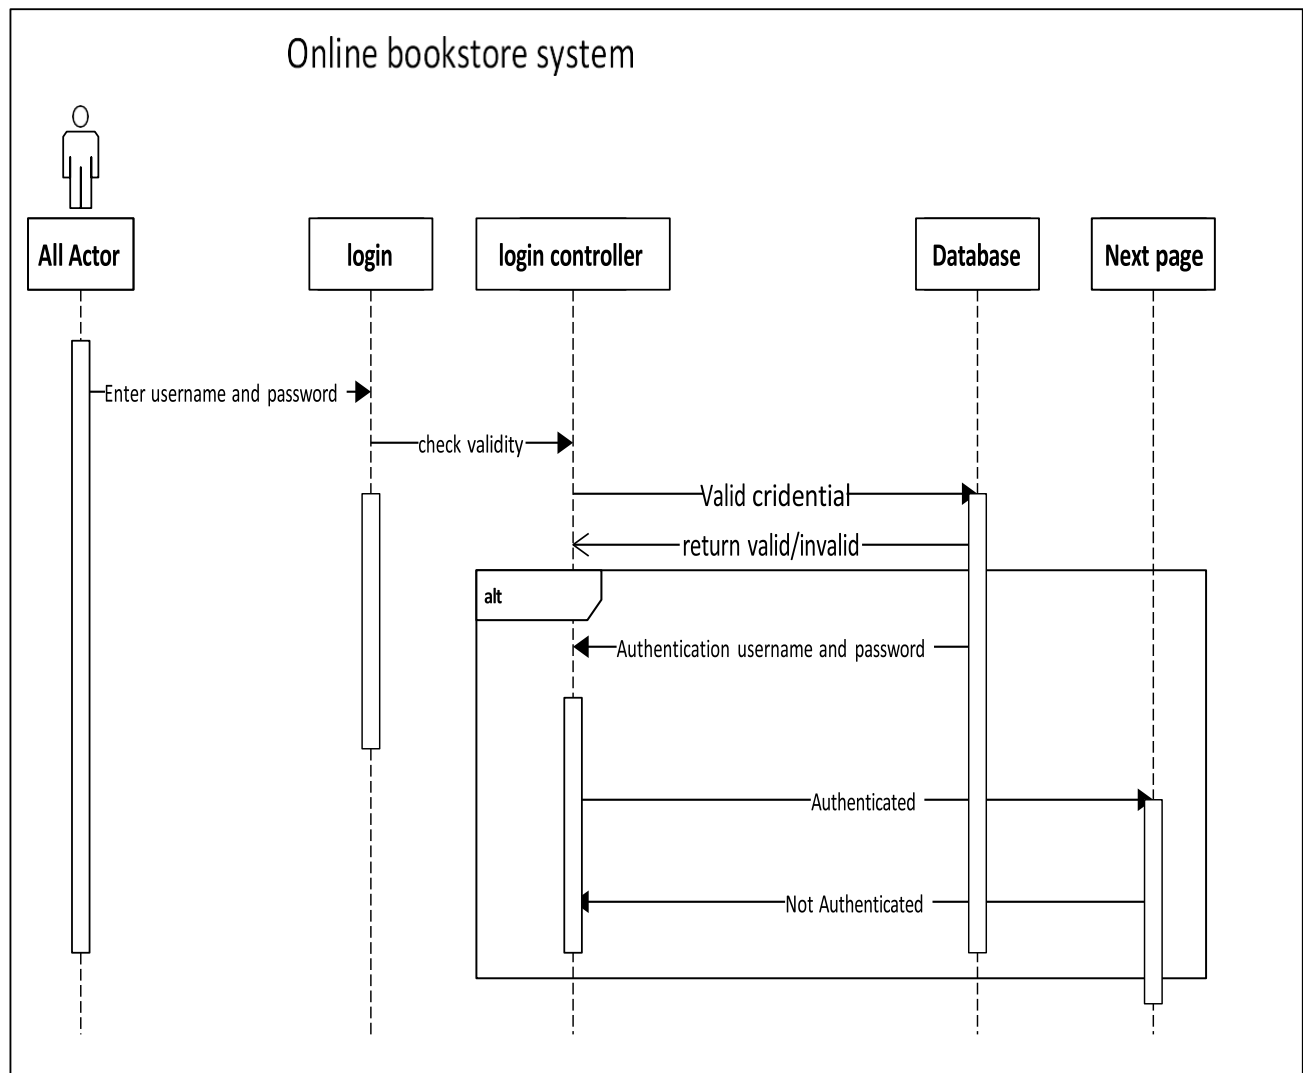 Online bookstore system
All Actor
login
login controller
Database
Next page
Enter username and password
check validity
Valid cridential
return valid/invalid
alt
Authentication username and password
Authenticated
Not Authenticated